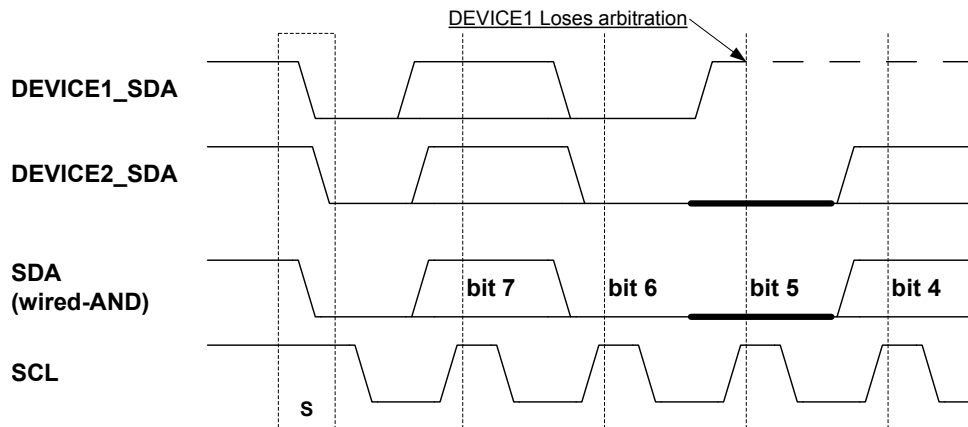 DEVICE1 Loses arbitration
DEVICE1_SDA
DEVICE2_SDA
SDA
(wired-AND)
bit 7 bit 6 bit 5 bit 4
SCL
S